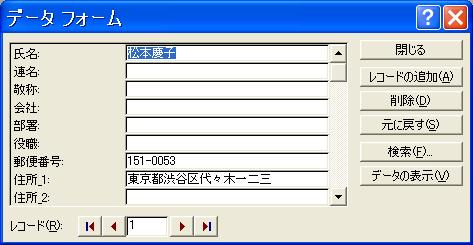 データ フォーム
氏名: 松本慶子
連名:
敬称:
会社:
部署:
役職:
郵便番号: 151-0053
住所_1: 東京都渋谷区代々木一二三
住所_2:
レコード(R): 1
閉じる
レコードの追加(A)
削除(D)
元に戻す(S)
検索(F)...
データの表示(V)